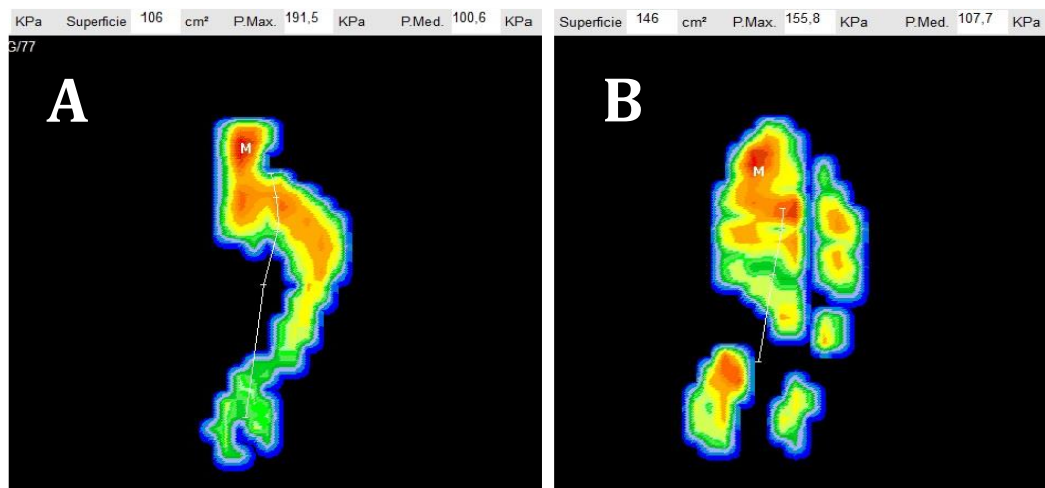 KPa Superficie 106 cm² P.Max. 191,5 KPa P.Med. 100,6 KPa
Superficie 146 cm² P.Max. 155,8 KPa P.Med. 107,7 KPa
G/77
A
B
M
M